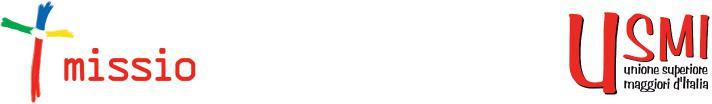 missio
USMI
unione superiore
maggiori d'Italia